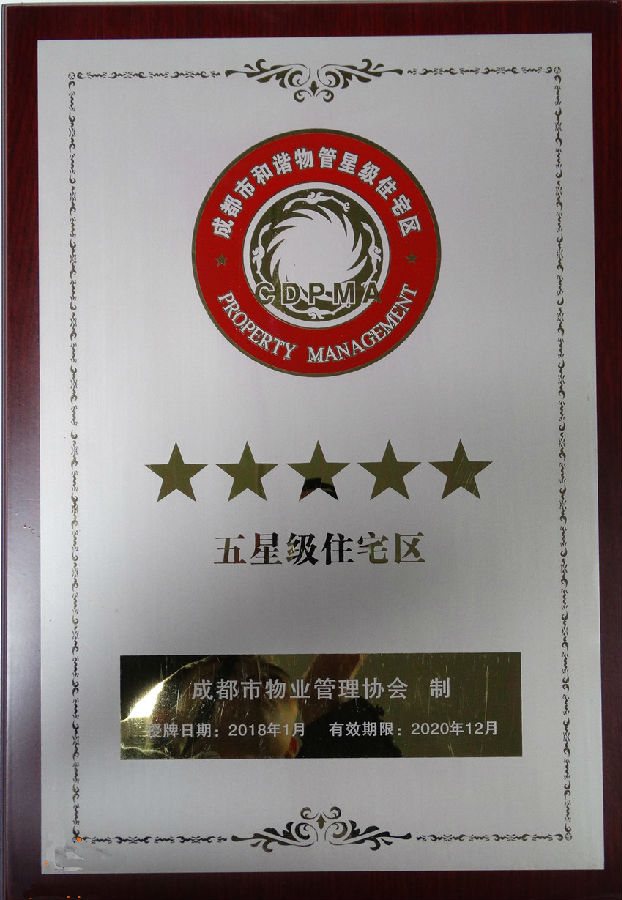 成都市和谐物管星级住宅区
CDPMA
PROPERTY MANAGEMENT
五星级住宅区
成都市物业管理协会 制
授牌日期：2018年1月 有效期限：2020年12月